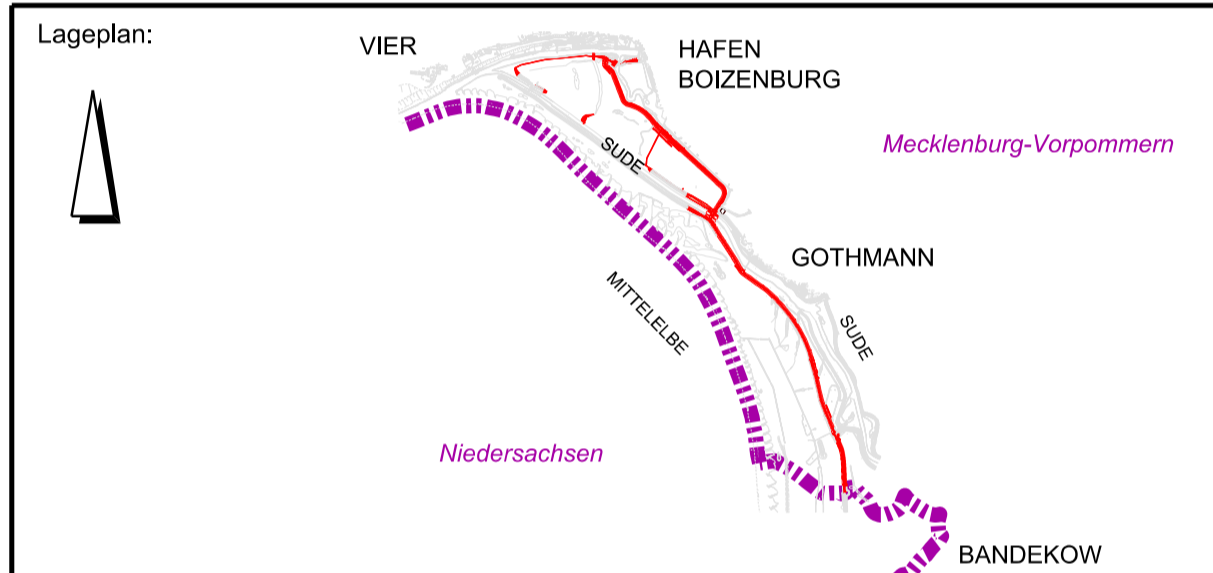 Lageplan:
VIER
HAFEN
BOIZENBURG
Mecklenburg-Vorpommern
SUDE
GOTHMANN
MITTELELBE
SUDE
Niedersachsen
BANDEKOW